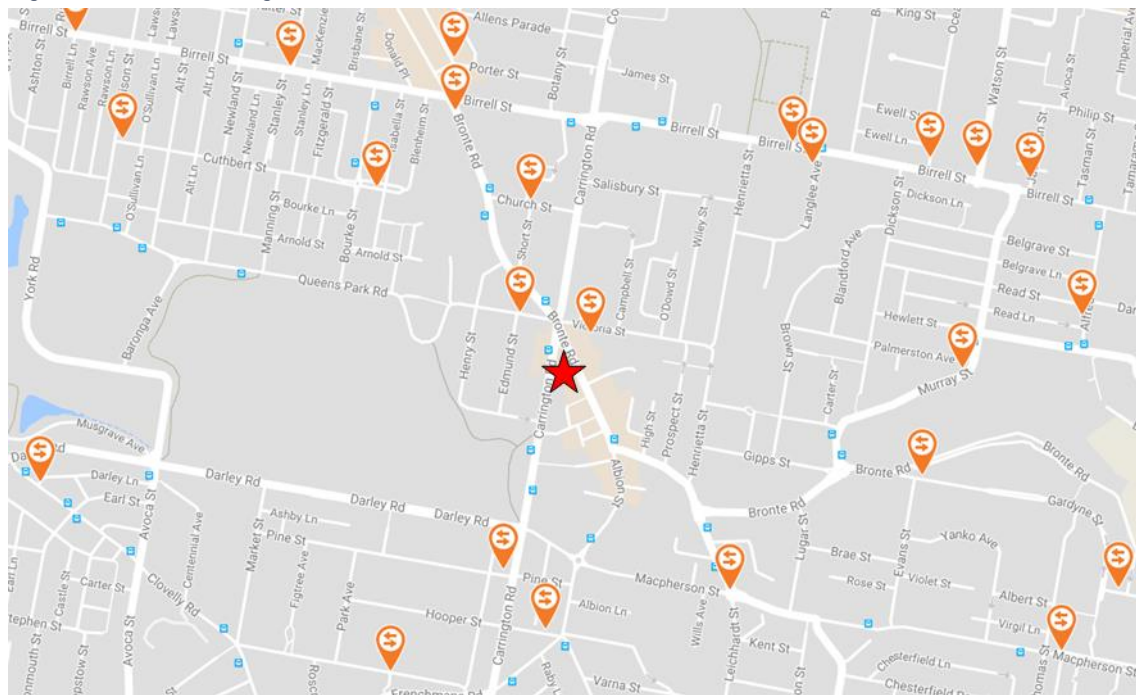 Allens Parade
King St
Birrell St
MacKenzie
Brisbane St
Donald Pl
Porter St
Botany St
James St
Watson St
Avoca St
Imperial Ave
Ashton St
Birrell Ln
Rawson Ave
Rawson Ln
O'Sullivan Ln
Alt St
Alt Ln
Newland St
Newland Ln
Stanley St
Stanley Ln
Fitzgerald St
Isabella St
Blenheim St
Birrell St
Bronte Rd
Carrington Rd
Birrell St
Birrell St
Ewell St
Ewell Ln
Philip St
Tasman St
Birrell St
Birrell St
Cuthbert St
Church St
Salisbury St
Henrietta St
Langlee Ave
Dickson St
Dickson Ln
O'Sullivan Ln
Alt Ln
Manning St
Bourke Ln
Bourke St
Arnold St
Arnold St
Short St
Wiley St
Campbell St
O'Dowd St
Blandford Ave
Belgrave St
Belgrave Ln
Read St
Read Ln
York Rd
Queens Park Rd
Baronga Ave
Henry St
Edmund St
Bronte Rd
Victoria St
Brown St
Hewlett St
Palmerston Ave
Carter St
Murray St
Carrington Rd
Musgrave Ave
Darley Rd
Darley Rd
Darley Rd
Darley Ln
Earl St
Avoca St
High St
Prospect St
Henrietta St
Gipps St
Albion St
Bronte Rd
Bronte Rd
Bronte Rd
Gardyne St
Centennial Ave
Market St
Ashby Ln
Pine St
Figtree Ave
Park Ave
Lugar St
Evans St
Yanko Ave
Brae St
Rose St
Violet St
Carter St
Castle St
Clovelly Rd
Hooper St
Pine St
Albion Ln
Macpherson St
Wills Ave
Leichhardt St
Kent St
Albert St
Virgil Ln
Macpherson St
Avoca St
Carrington Rd
Frenchmans Rd
Raby Ln
Varna St
Chesterfield Ln
Chesterfield St